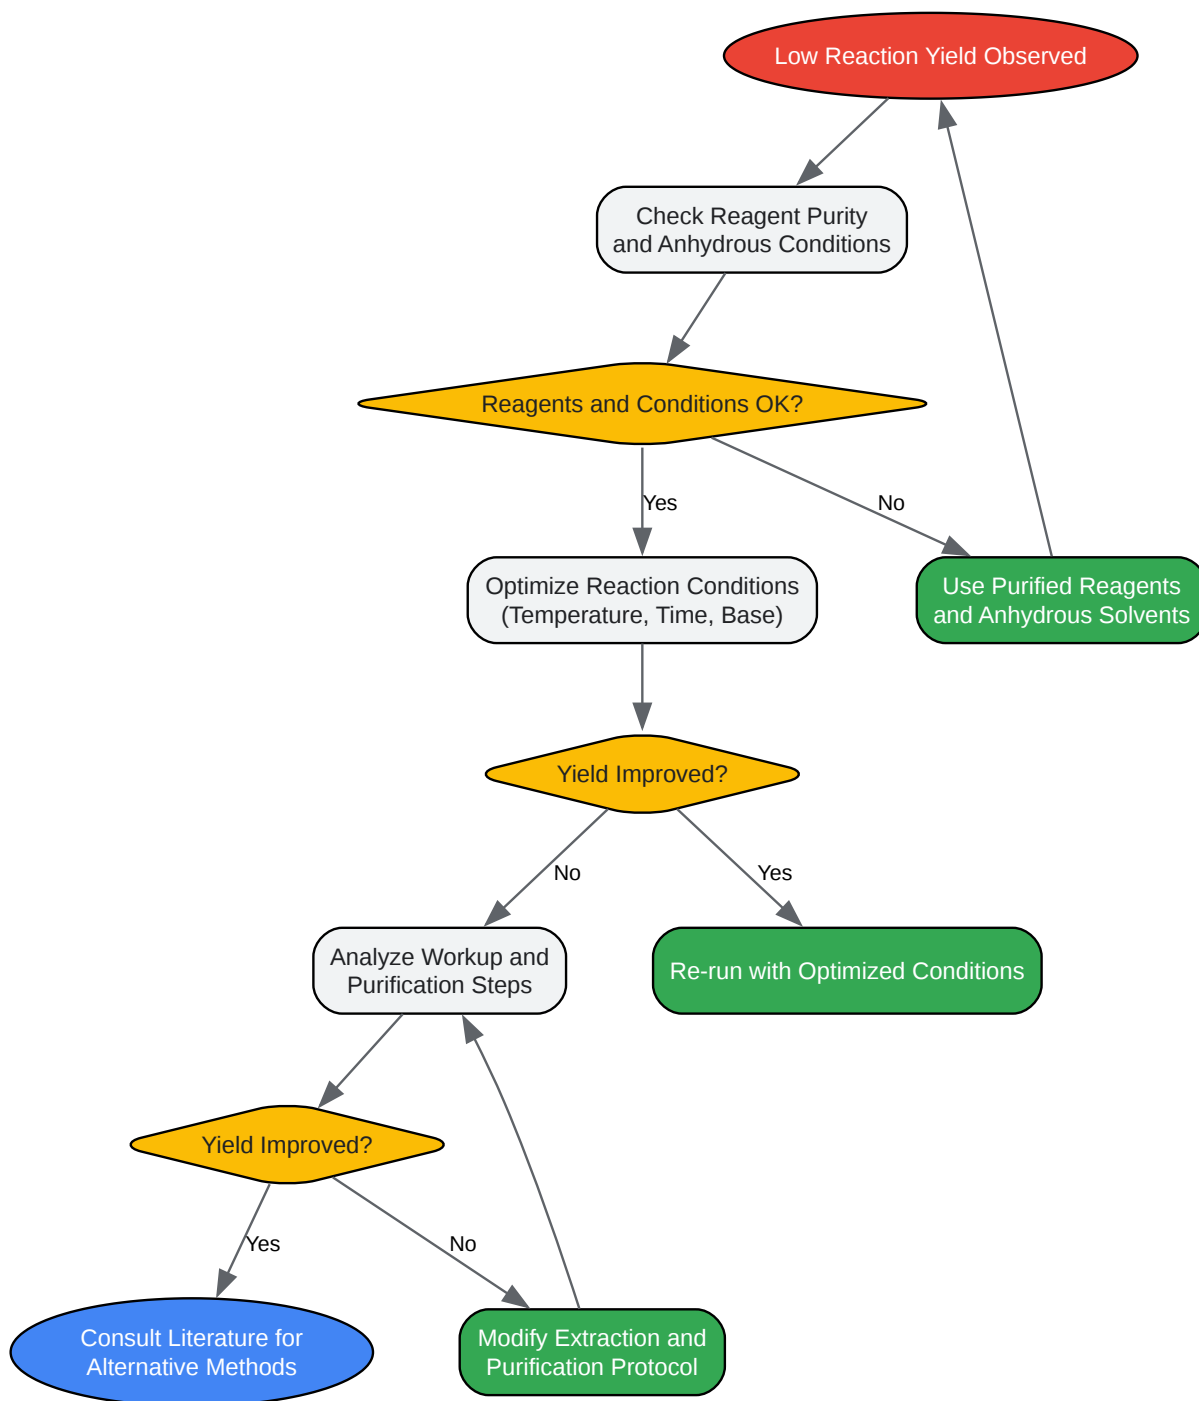 Low Reaction Yield Observed
Check Reagent Purity
and Anhydrous Conditions
Reagents and Conditions OK?
Yes
No
Optimize Reaction Conditions
(Temperature, Time, Base)
Use Purified Reagents
and Anhydrous Solvents
Yield Improved?
No
Yes
Analyze Workup and
Purification Steps
Re-run with Optimized Conditions
Yield Improved?
Yes
No
Consult Literature for
Alternative Methods
Modify Extraction and
Purification Protocol